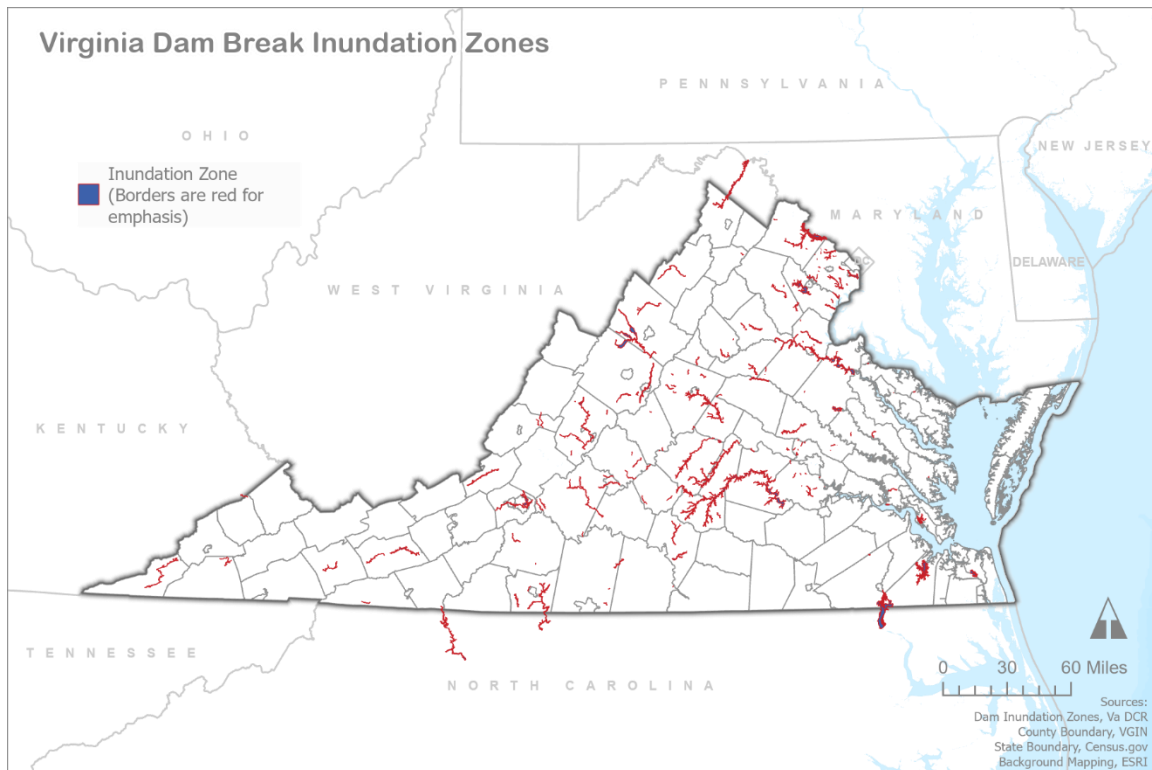 Virginia Dam Break Inundation Zones
PENNSYLVANIA
OHIO
NEW JERSEY
Inundation Zone
(Borders are red for
emphasis)
MARYLAND
DC
DELAWARE
WEST VIRGINIA
KENTUCKY
TENNESSEE
NORTH CAROLINA
0 30 60 Miles
Sources:
Dam Inundation Zones, Va DCR
County Boundary, VGIN
State Boundary, Census.gov
Background Mapping, ESRI